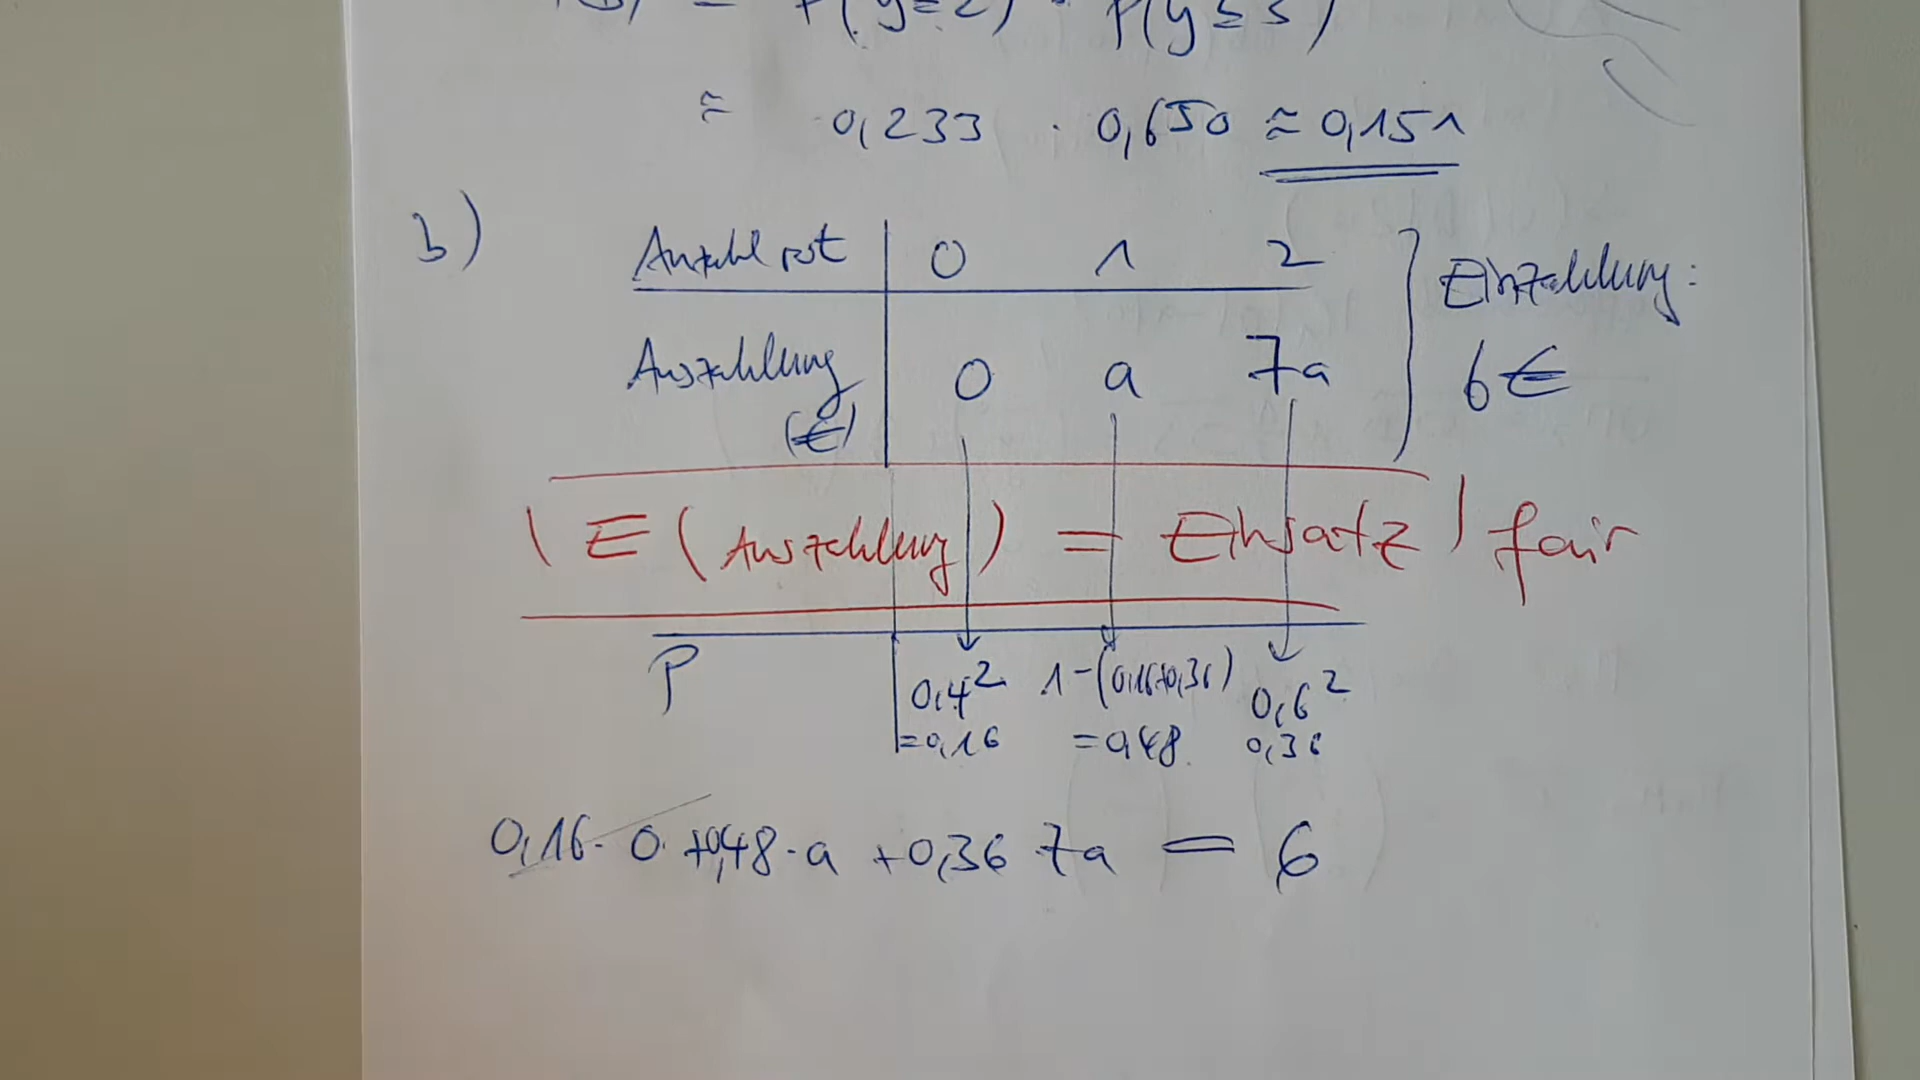 = P(y=2) · P(y≤3)
≈ 0,233 · 0,650 ≈ 0,151
b) Anzahl rot 0 1 2 Einzahlung:
Auszahlung 0 a 7a 6€
(€)
E(Auszahlung) = Einsatz fair
P 0,4² 1-(0,16+0,36) 0,6²
=0,16 =0,48 0,36
0,16·0+0,48·a+0,36 7a = 6